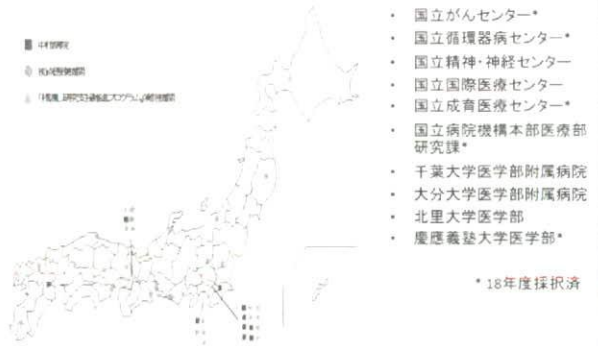 ・ 国立がんセンター*
・ 国立循環器病センター*
・ 国立精神・神経センター
・ 国立国際医療センター
・ 国立成育医療センター*
・ 国立病院機構本部医療部
研究課*
・ 千葉大学医学部附属病院
・ 大分大学医学部附属病院
・ 北里大学医学部
・ 慶應義塾大学医学部*
* 18年度採択済